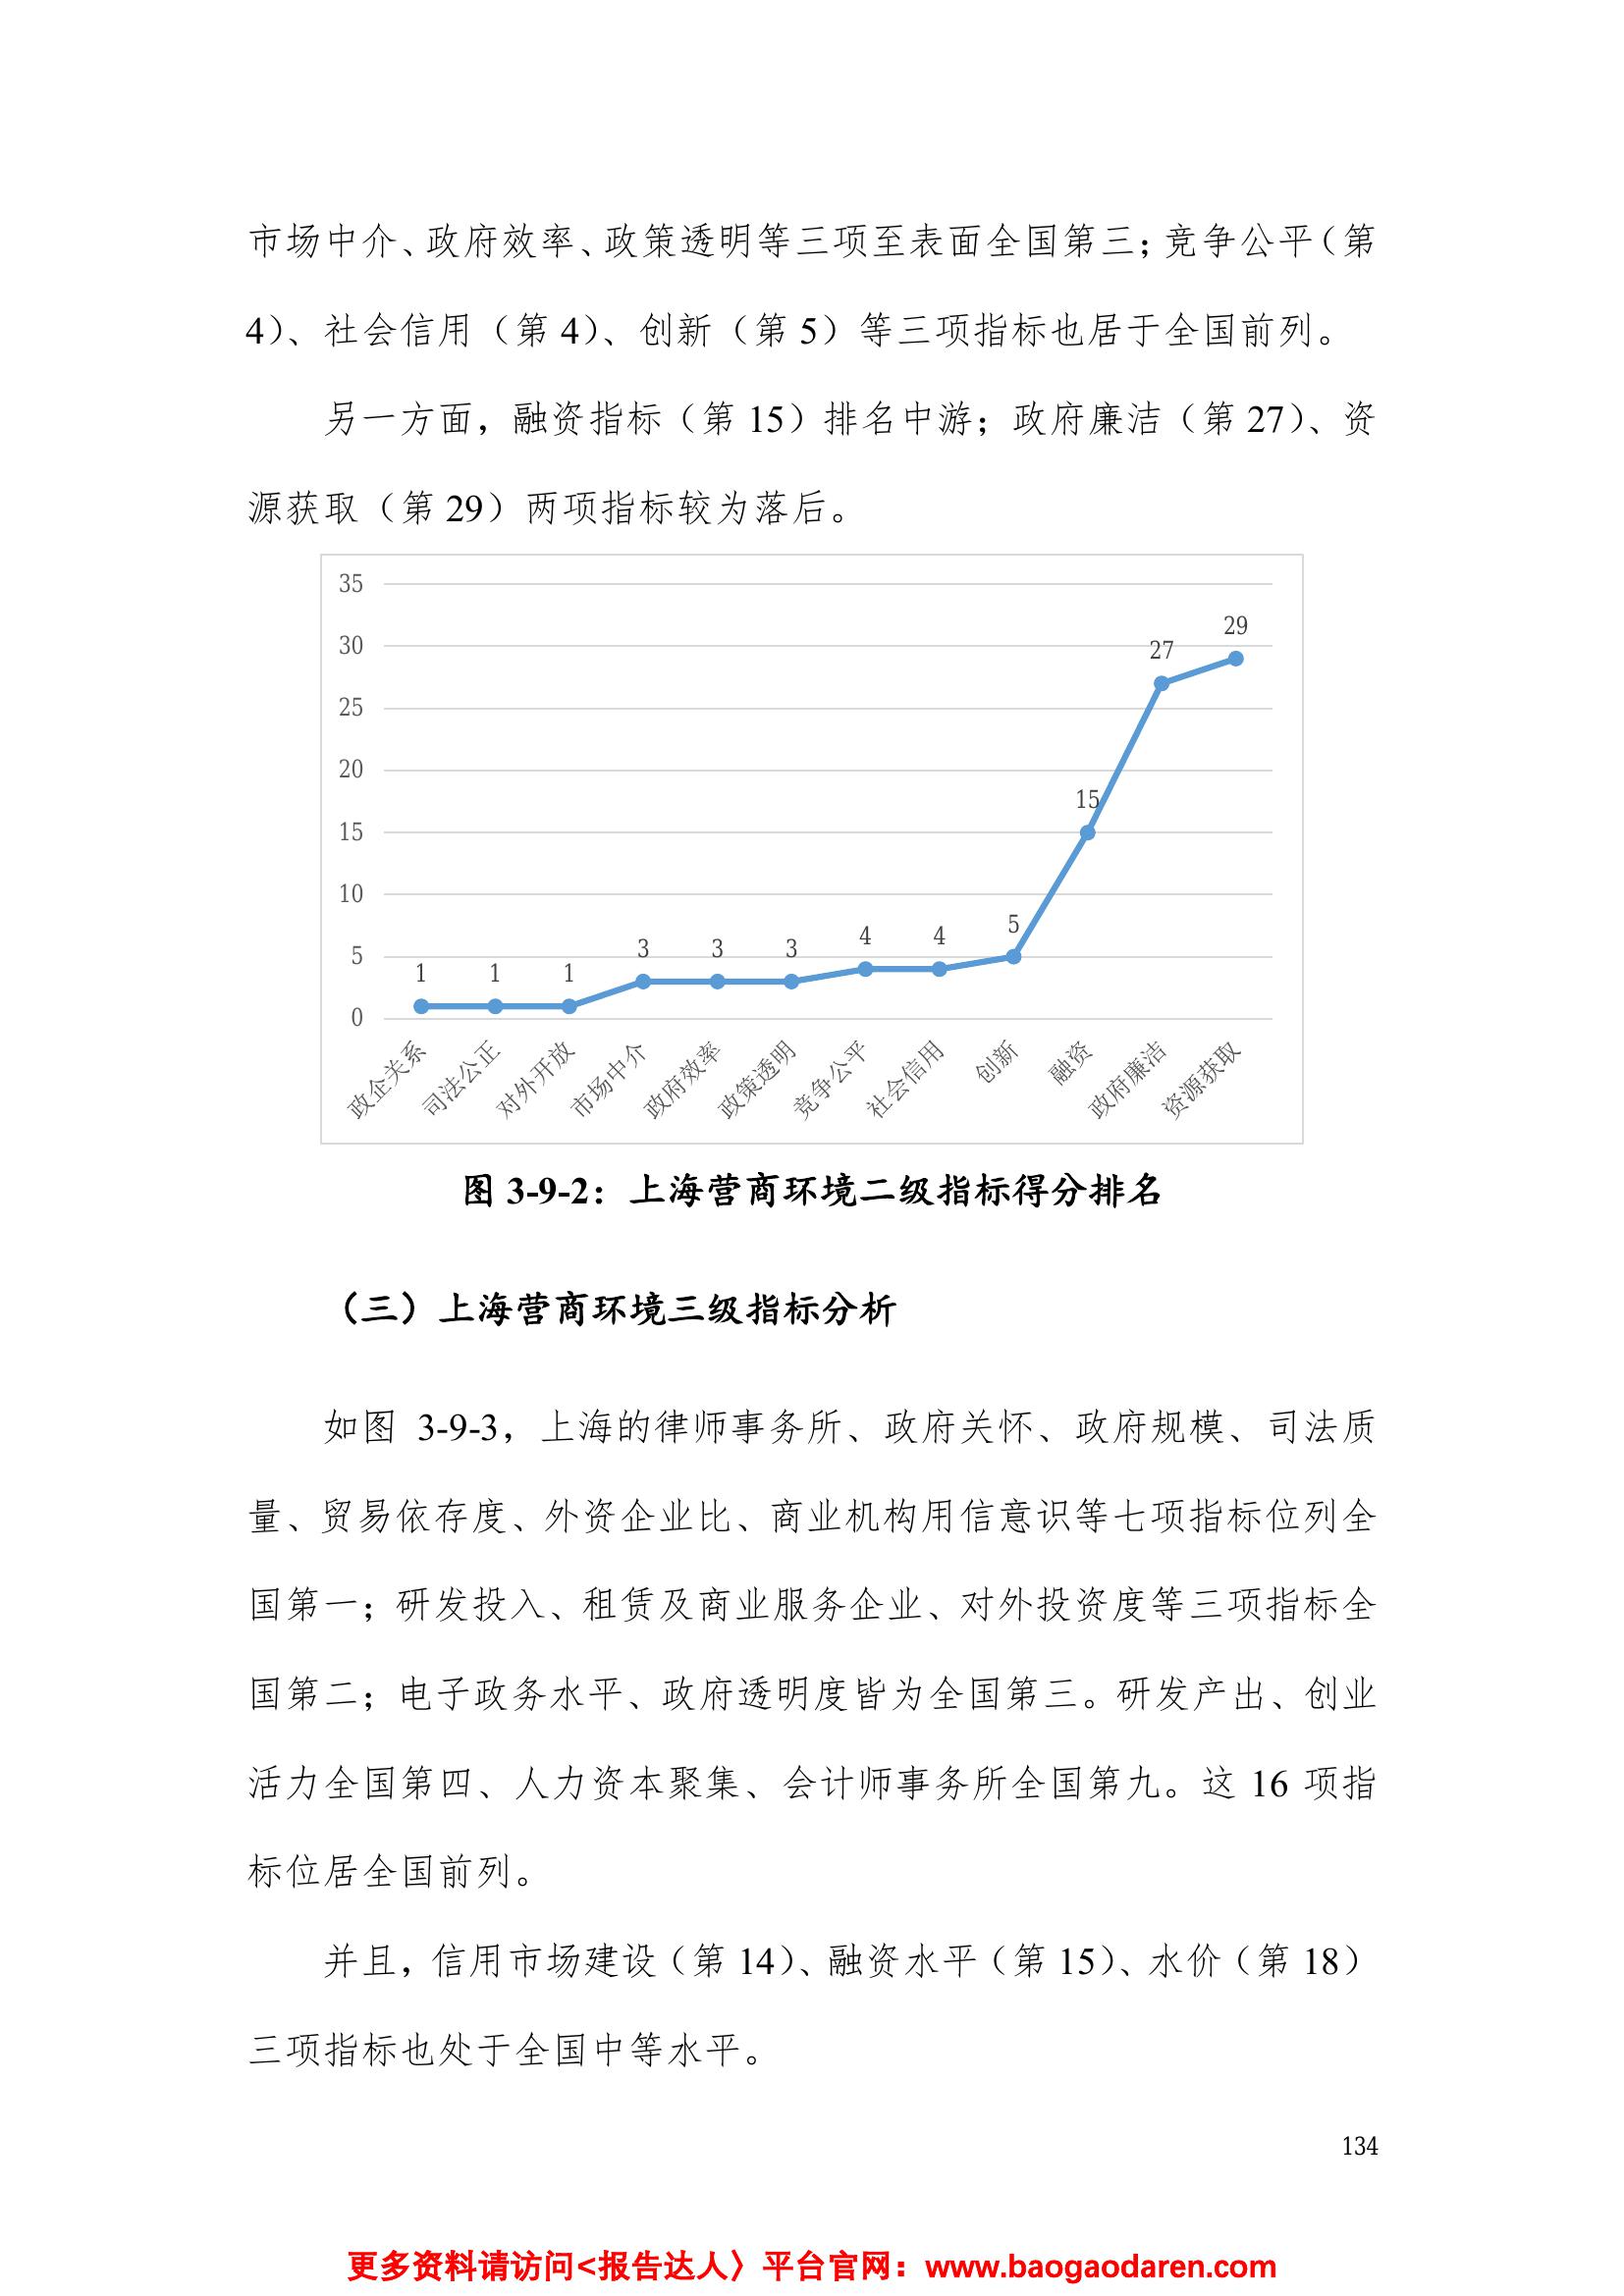 市场中介、政府效率、政策透明等三项至表面全国第三；竞争公平（第
4）、社会信用（第 4）、创新（第 5）等三项指标也居于全国前列。
另一方面，融资指标（第 15）排名中游；政府廉洁（第 27）、资
源获取（第 29）两项指标较为落后。
35
30
25
20
15
10
5
0
1 1 1 3 3 3 4 4 5 15 27 29
政企关系 司法公正 对外开放 市场中介 政府效率 政策透明 竞争公平 社会信用 创新 融资 政府廉洁 资源获取
图 3-9-2：上海营商环境二级指标得分排名
（三）上海营商环境三级指标分析
如图 3-9-3，上海的律师事务所、政府关怀、政府规模、司法质
量、贸易依存度、外资企业比、商业机构用信意识等七项指标位列全
国第一；研发投入、租赁及商业服务企业、对外投资度等三项指标全
国第二；电子政务水平、政府透明度皆为全国第三。研发产出、创业
活力全国第四、人力资本聚集、会计师事务所全国第九。这 16 项指
标位居全国前列。
并且，信用市场建设（第 14）、融资水平（第 15）、水价（第 18）
三项指标也处于全国中等水平。
134
更多资料请访问<报告达人〉平台官网：www.baogaodaren.com